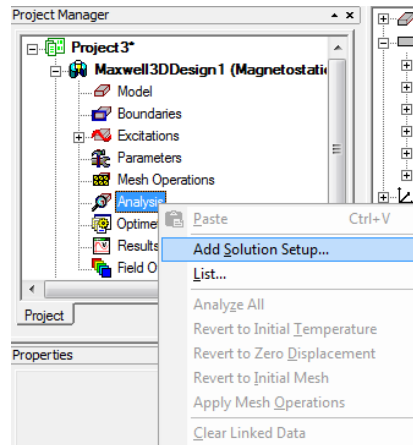 Project Manager
Project3*
Maxwell3DDesign1 (Magnetostati
Model
Boundaries
Excitations
Parameters
Mesh Operations
Analysis
Optime
Results
Field O
Project
Properties
Paste Ctrl+V
Add Solution Setup...
List...
Analyze All
Revert to Initial Temperature
Revert to Zero Displacement
Revert to Initial Mesh
Apply Mesh Operations
Clear Linked Data